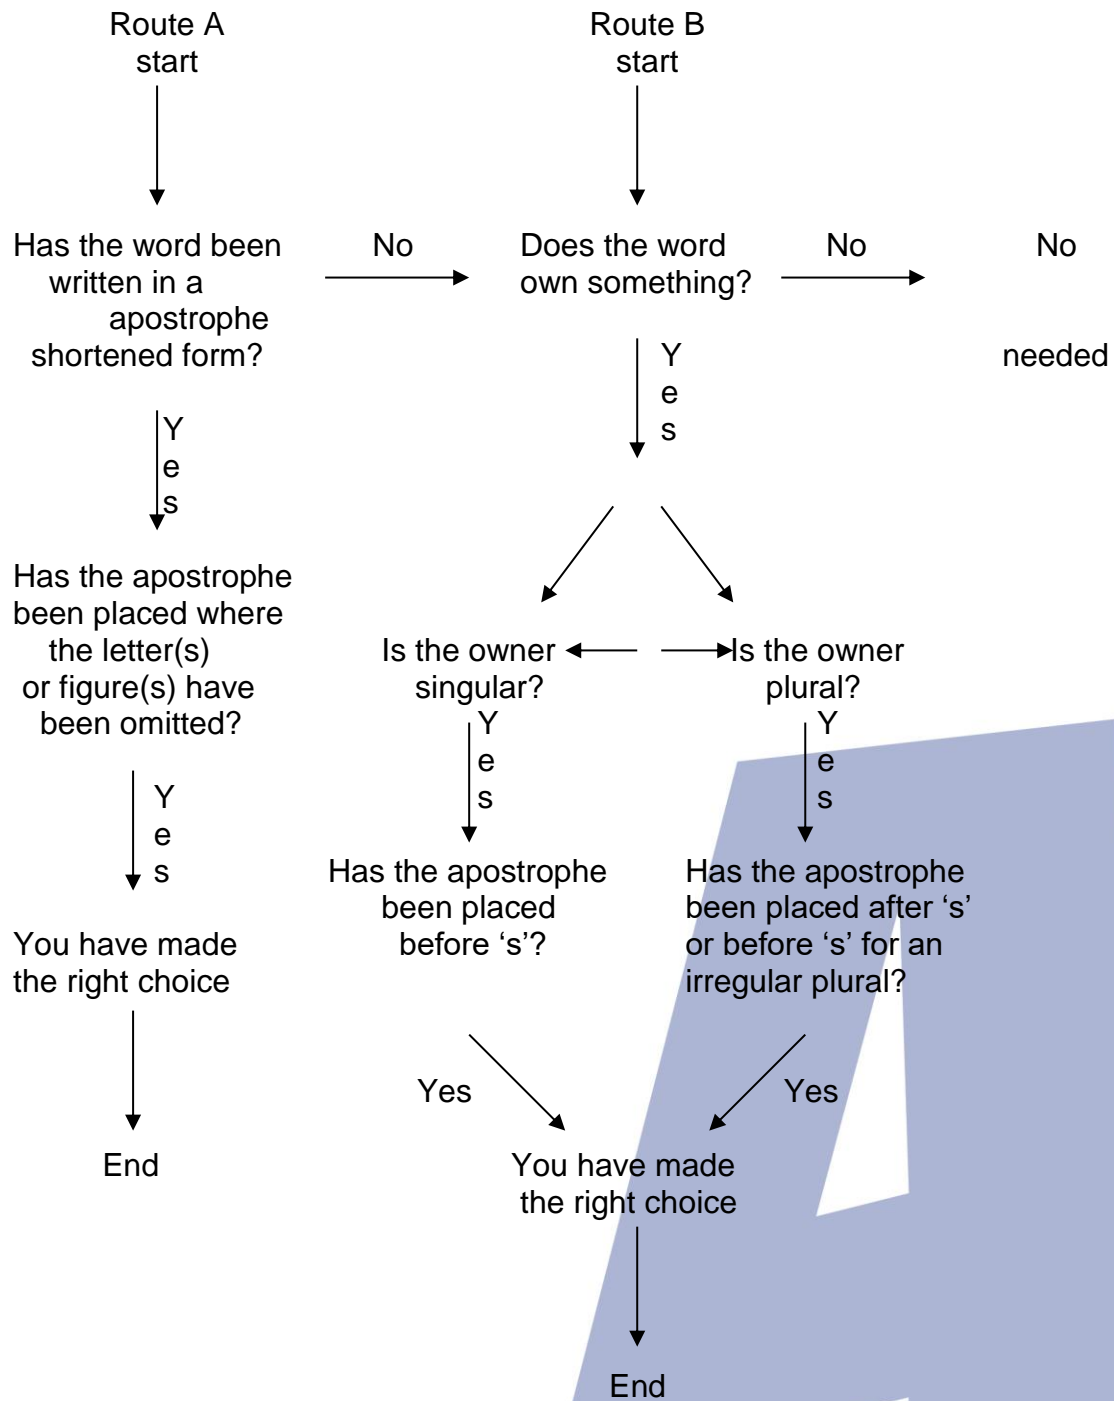 Route A
start
Route B
start
Has the word been
written in a
apostrophe
shortened form?
No
Does the word
own something?
No
No
needed
Y
e
s
Y
e
s
Has the apostrophe
been placed where
the letter(s)
or figure(s) have
been omitted?
Is the owner
singular?
Is the owner
plural?
Y
e
s
Y
e
s
Y
e
s
Has the apostrophe
been placed
before ‘s’?
Has the apostrophe
been placed after ‘s’
or before ‘s’ for an
irregular plural?
You have made
the right choice
Yes
Yes
End
You have made
the right choice
End